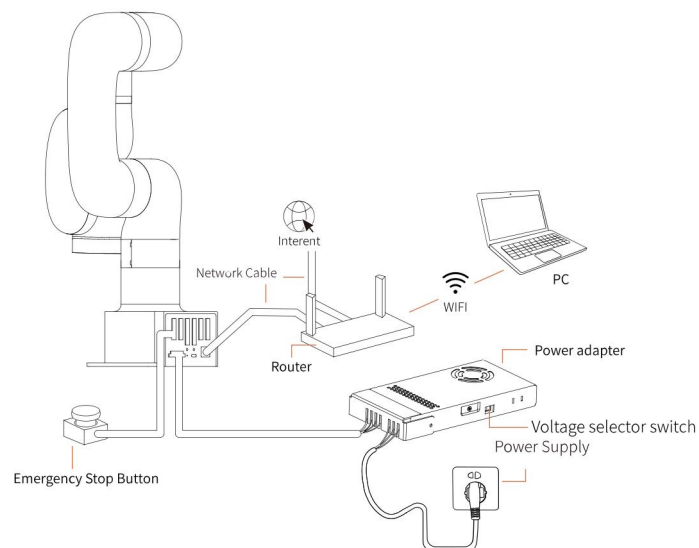 Interent
Network Cable
WIFI
PC
Router
Power adapter
Voltage selector switch
Power Supply
Emergency Stop Button